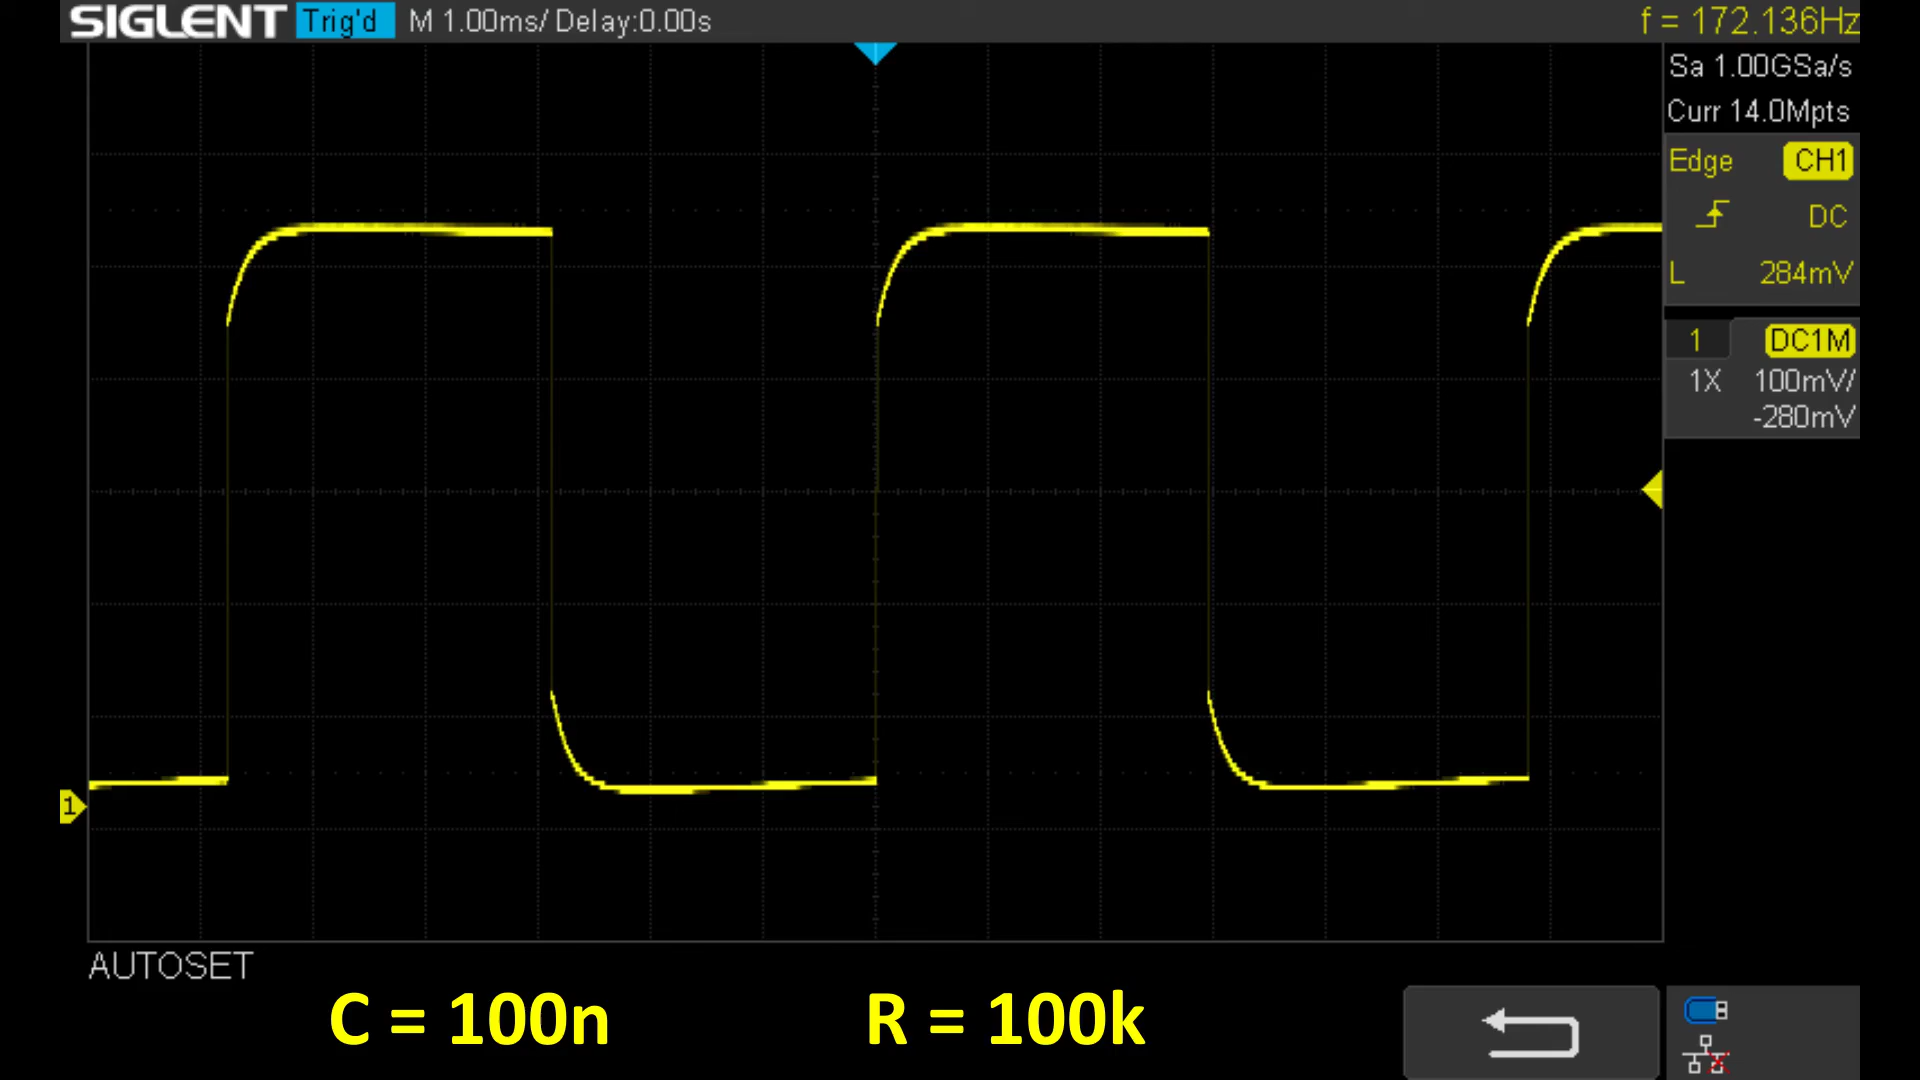 SIGLENT Trig'd M 1.00ms/ Delay:0.00s f = 172.136Hz
Sa 1.00GSa/s
Curr 14.0Mpts
Edge CH1
DC
L 284mV
1 DC1M
1X 100mV/
-280mV
1
AUTOSET
C = 100n R = 100k